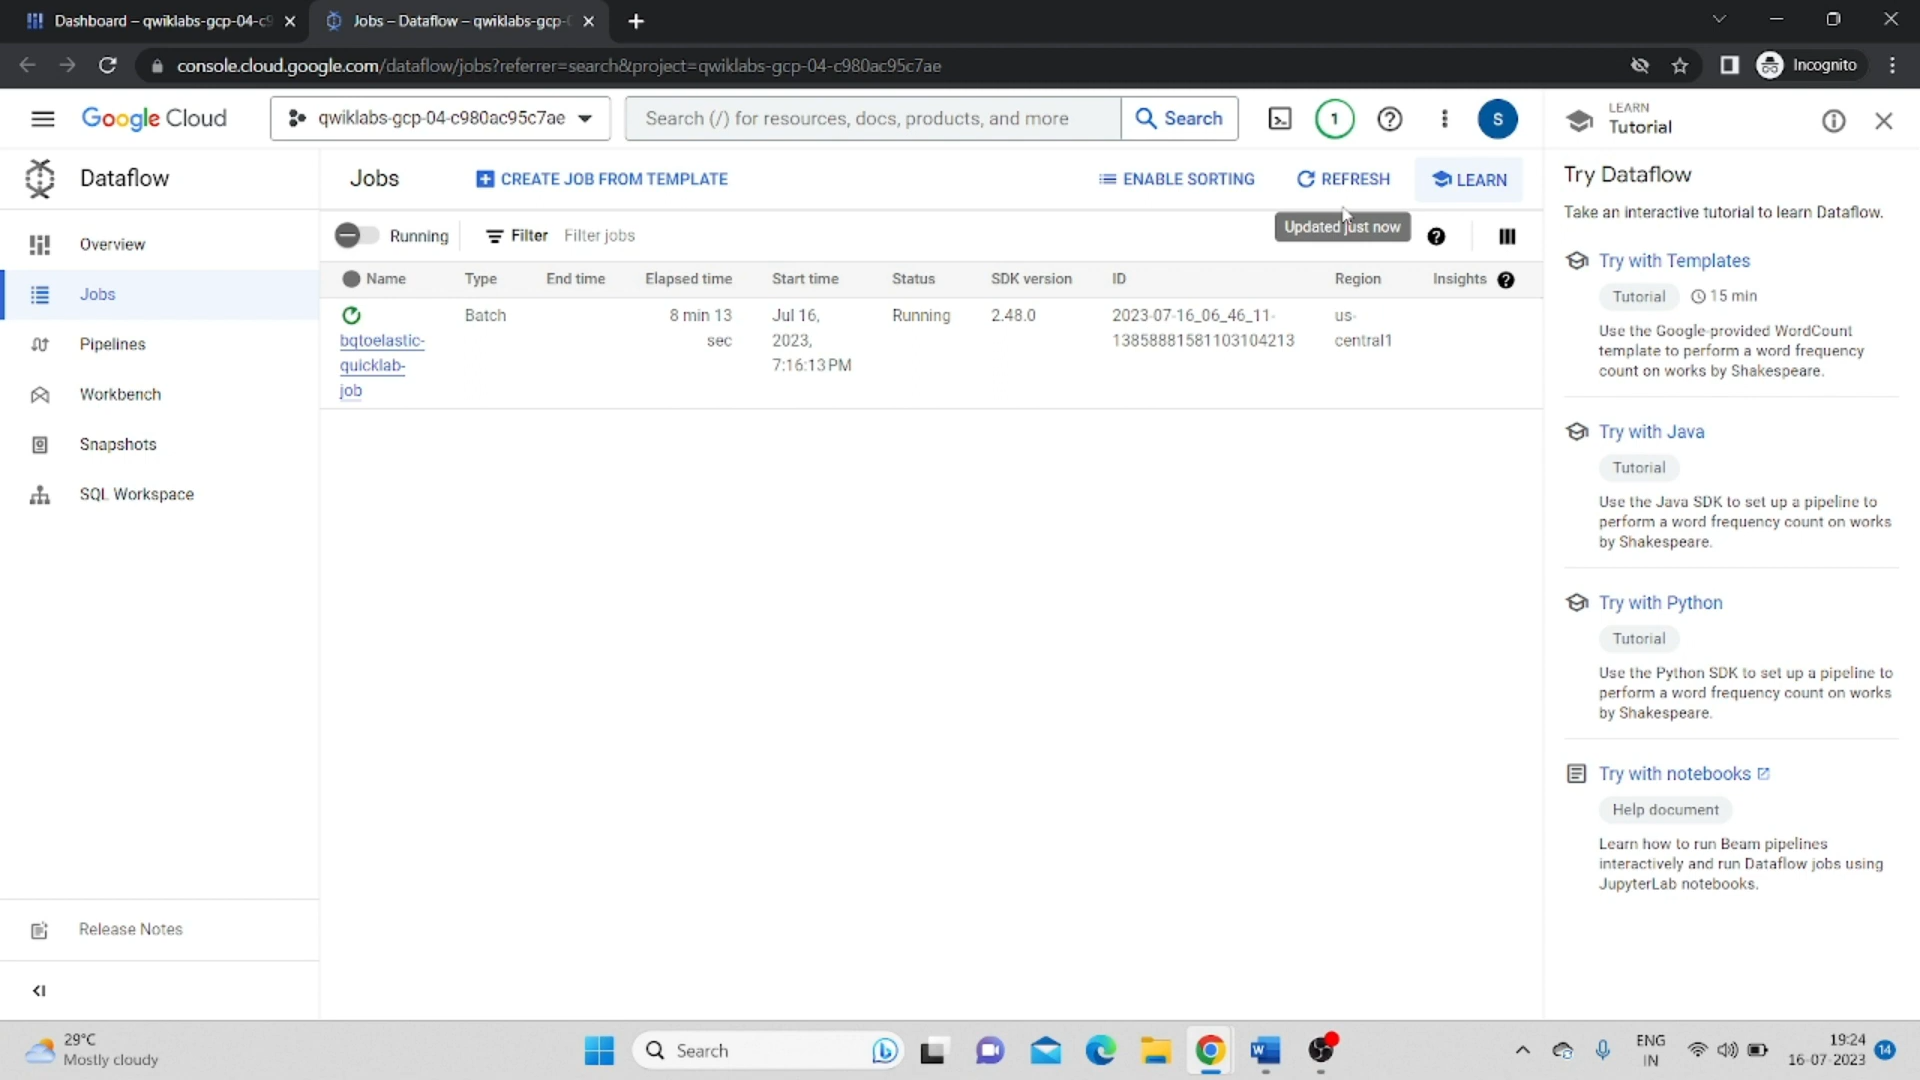 Dashboard – qwiklabs-gcp-04-c9
Jobs – Dataflow – qwiklabs-gcp-
console.cloud.google.com/dataflow/jobs?referrer=search&project=qwiklabs-gcp-04-c980ac95c7ae
Incognito
Google Cloud
qwiklabs-gcp-04-c980ac95c7ae
Search (/) for resources, docs, products, and more
Search
1
S
LEARN
Tutorial
Dataflow
Jobs
CREATE JOB FROM TEMPLATE
ENABLE SORTING
REFRESH
LEARN
Updated just now
Running
Filter
Filter jobs
Name
Type
End time
Elapsed time
Start time
Status
SDK version
ID
Region
Insights
bqtoelastic-
quicklab-
job
Batch
8 min 13
sec
Jul 16,
2023,
7:16:13 PM
Running
2.48.0
2023-07-16_06_46_11-
13858881581103104213
us-
central1
Overview
Jobs
Pipelines
Workbench
Snapshots
SQL Workspace
Release Notes
Try Dataflow
Take an interactive tutorial to learn Dataflow.
Try with Templates
Tutorial
15 min
Use the Google-provided WordCount
template to perform a word frequency
count on works by Shakespeare.
Try with Java
Tutorial
Use the Java SDK to set up a pipeline to
perform a word frequency count on works
by Shakespeare.
Try with Python
Tutorial
Use the Python SDK to set up a pipeline to
perform a word frequency count on works
by Shakespeare.
Try with notebooks
Help document
Learn how to run Beam pipelines
interactively and run Dataflow jobs using
JupyterLab notebooks.
29°C
Mostly cloudy
Search
ENG
IN
19:24
16-07-2023
14